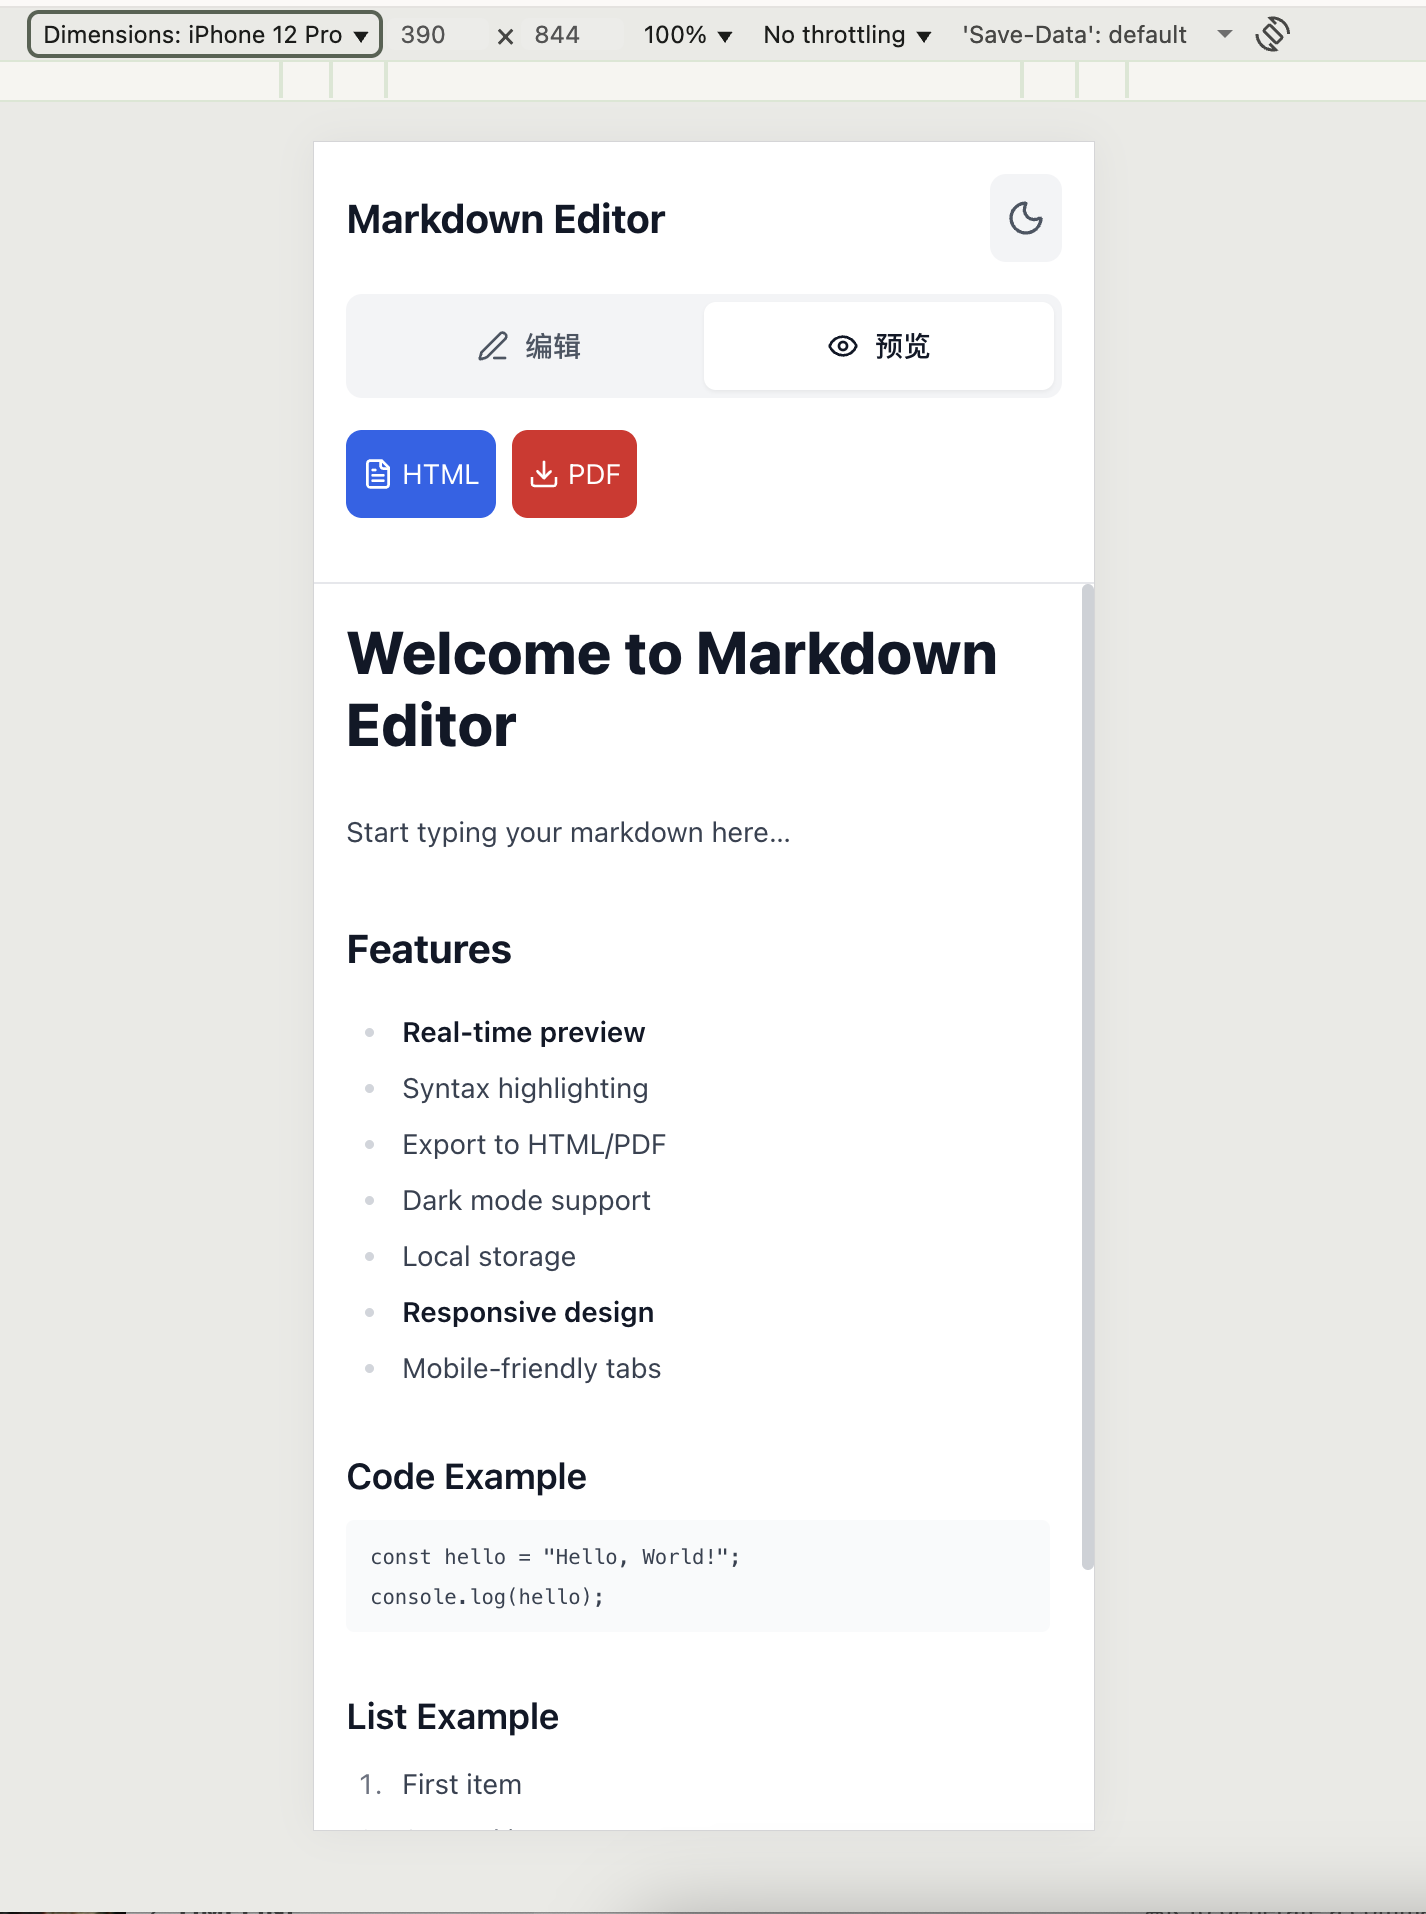 Dimensions: iPhone 12 Pro ▼ 390 × 844 100% ▼ No throttling ▼ 'Save-Data': default
Markdown Editor
编辑 预览
HTML PDF
Welcome to Markdown
Editor
Start typing your markdown here...
Features
• Real-time preview
• Syntax highlighting
• Export to HTML/PDF
• Dark mode support
• Local storage
• Responsive design
• Mobile-friendly tabs
Code Example
const hello = "Hello, World!";
console.log(hello);
List Example
1. First item